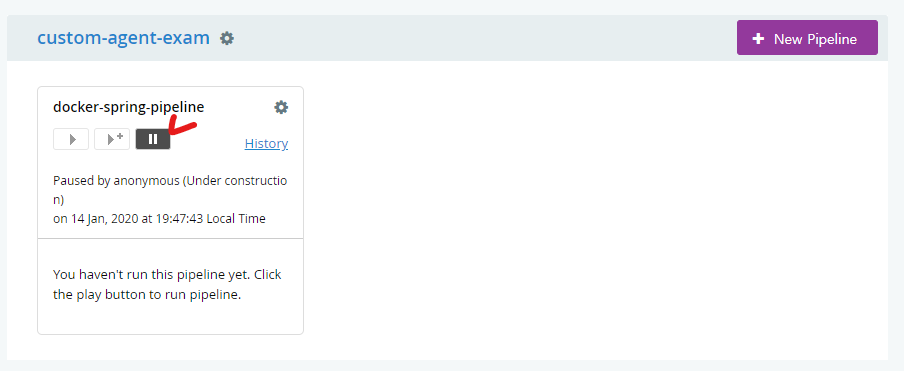 custom-agent-exam
+ New Pipeline
docker-spring-pipeline
History
Paused by anonymous (Under constructio
n)
on 14 Jan, 2020 at 19:47:43 Local Time
You haven't run this pipeline yet. Click
the play button to run pipeline.